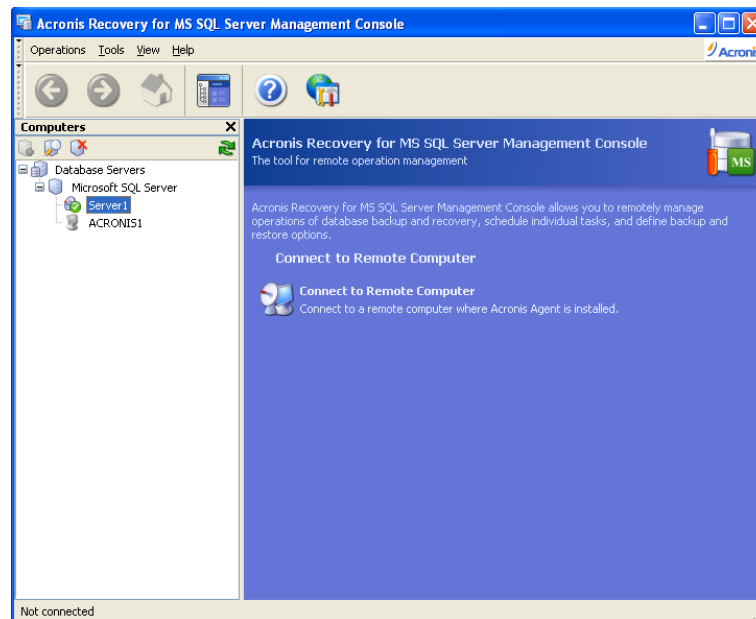 Acronis Recovery for MS SQL Server Management Console
Operations Tools View Help
Acronis
Computers
Database Servers
Microsoft SQL Server
Server1
ACRONIS1
Acronis Recovery for MS SQL Server Management Console
The tool for remote operation management
MS
Acronis Recovery for MS SQL Server Management Console allows you to remotely manage
operations of database backup and recovery, schedule individual tasks, and define backup and
restore options.
Connect to Remote Computer
Connect to Remote Computer
Connect to a remote computer where Acronis Agent is installed.
Not connected